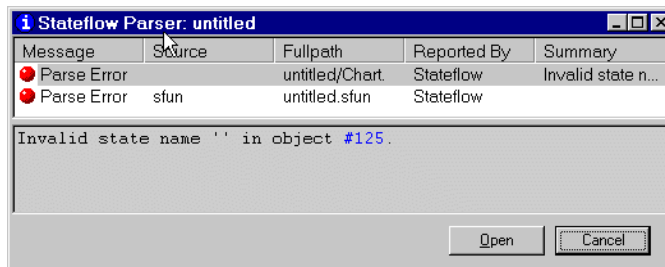 Stateflow Parser: untitled
Message Source Fullpath Reported By Summary
Parse Error untitled/Chart. Stateflow Invalid state n...
Parse Error sfun untitled.sfun Stateflow
Invalid state name '' in object #125.
Open Cancel